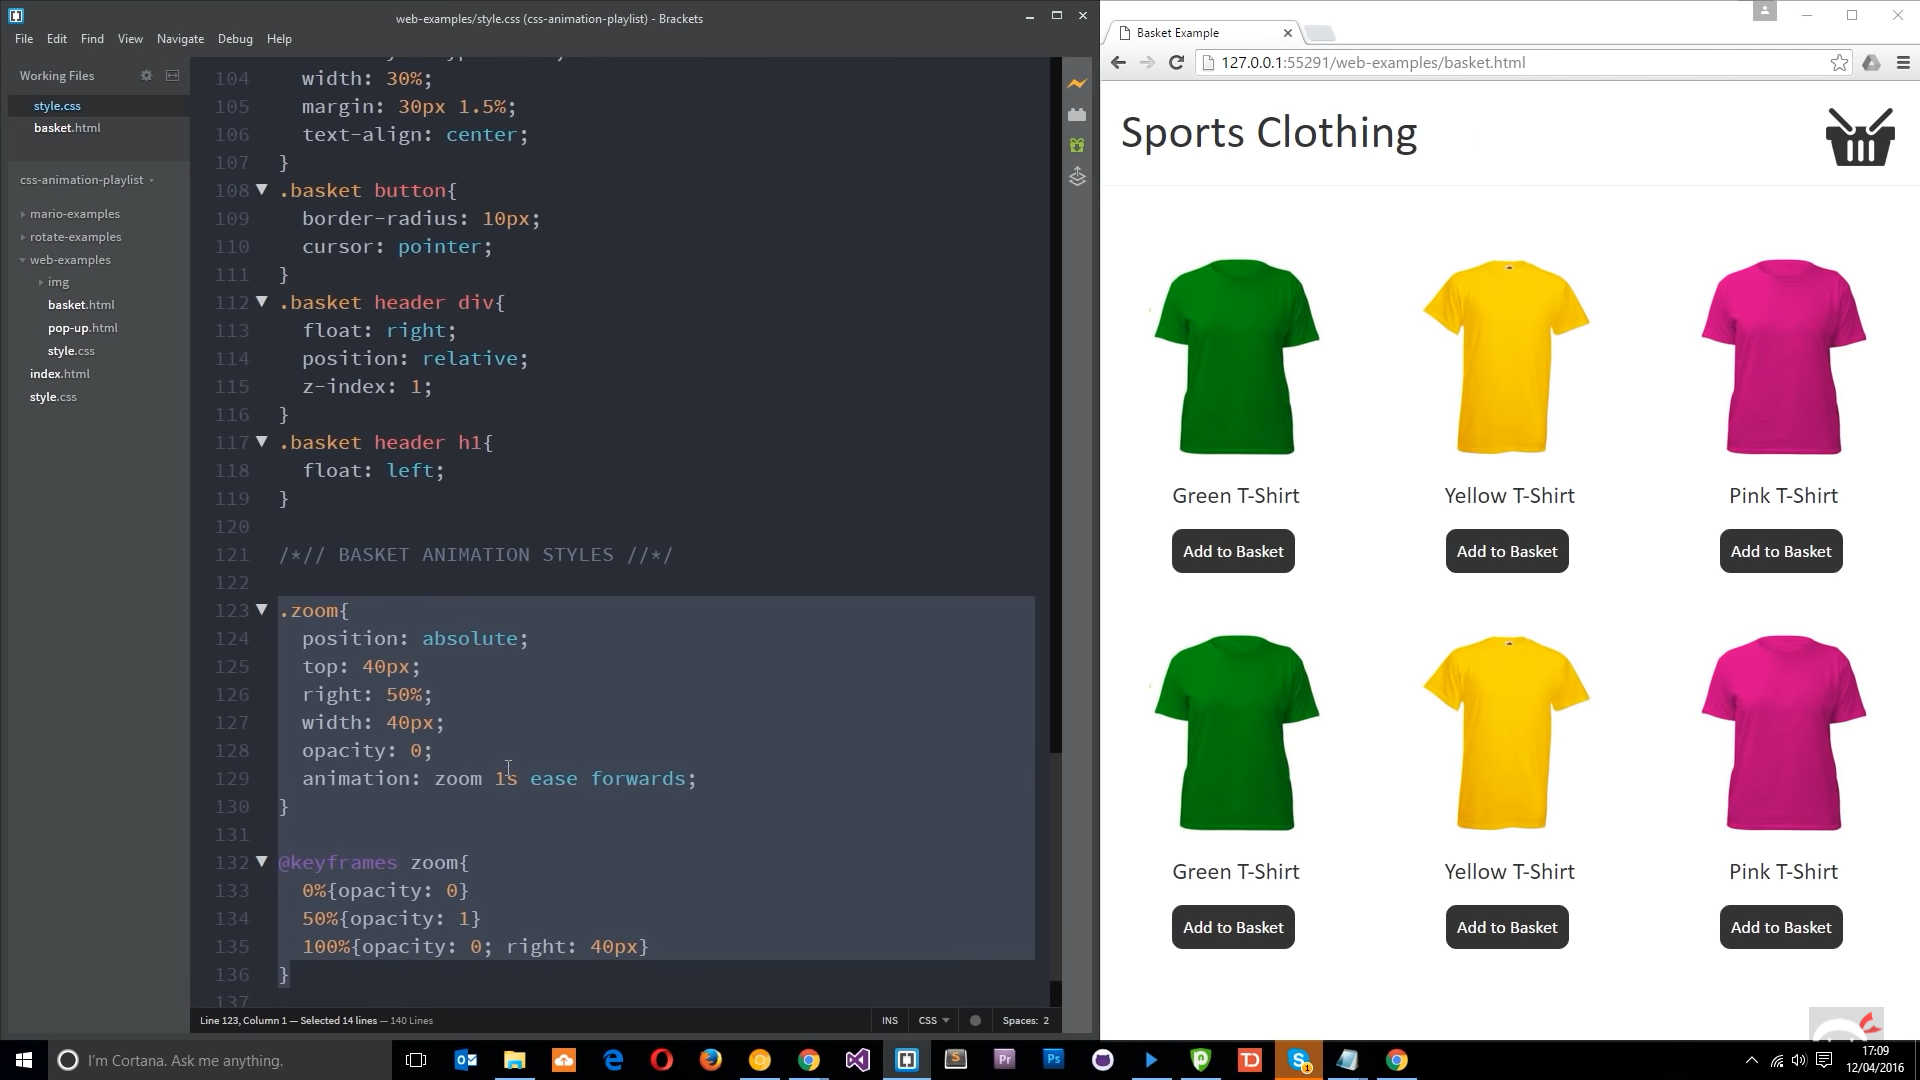 web-examples/style.css (css-animation-playlist) - Brackets
File Edit Find View Navigate Debug Help
Working Files
style.css
basket.html
css-animation-playlist
mario-examples
rotate-examples
web-examples
img
basket.html
pop-up.html
style.css
index.html
style.css
104 width: 30%;
105 margin: 30px 1.5%;
106 text-align: center;
107 }
108 .basket button{
109 border-radius: 10px;
110 cursor: pointer;
111 }
112 .basket header div{
113 float: right;
114 position: relative;
115 z-index: 1;
116 }
117 .basket header h1{
118 float: left;
119 }
120
121 /*// BASKET ANIMATION STYLES //*/
122
123 .zoom{
124 position: absolute;
125 top: 40px;
126 right: 50%;
127 width: 40px;
128 opacity: 0;
129 animation: zoom 1s ease forwards;
130 }
131
132 @keyframes zoom{
133 0%{opacity: 0}
134 50%{opacity: 1}
135 100%{opacity: 0; right: 40px}
136 }
137
Line 123, Column 1 — Selected 14 lines — 140 Lines
INS CSS Spaces: 2
Basket Example
127.0.0.1:55291/web-examples/basket.html
Sports Clothing
Green T-Shirt Yellow T-Shirt Pink T-Shirt
Add to Basket Add to Basket Add to Basket
Green T-Shirt Yellow T-Shirt Pink T-Shirt
Add to Basket Add to Basket Add to Basket
I'm Cortana. Ask me anything.
Pr Ps TD
17:09
12/04/2016